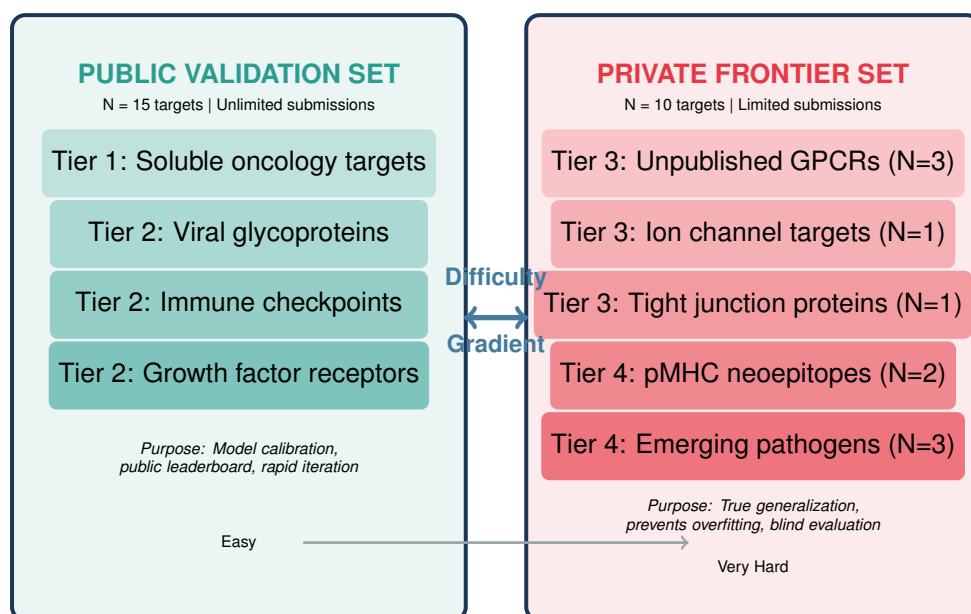 PUBLIC VALIDATION SET
N = 15 targets | Unlimited submissions
Tier 1: Soluble oncology targets
Tier 2: Viral glycoproteins
Tier 2: Immune checkpoints
Tier 2: Growth factor receptors
Purpose: Model calibration,
public leaderboard, rapid iteration
Difficulty
Gradient
PRIVATE FRONTIER SET
N = 10 targets | Limited submissions
Tier 3: Unpublished GPCRs (N=3)
Tier 3: Ion channel targets (N=1)
Tier 3: Tight junction proteins (N=1)
Tier 4: pMHC neoepitopes (N=2)
Tier 4: Emerging pathogens (N=3)
Purpose: True generalization,
prevents overfitting, blind evaluation
Easy
Very Hard